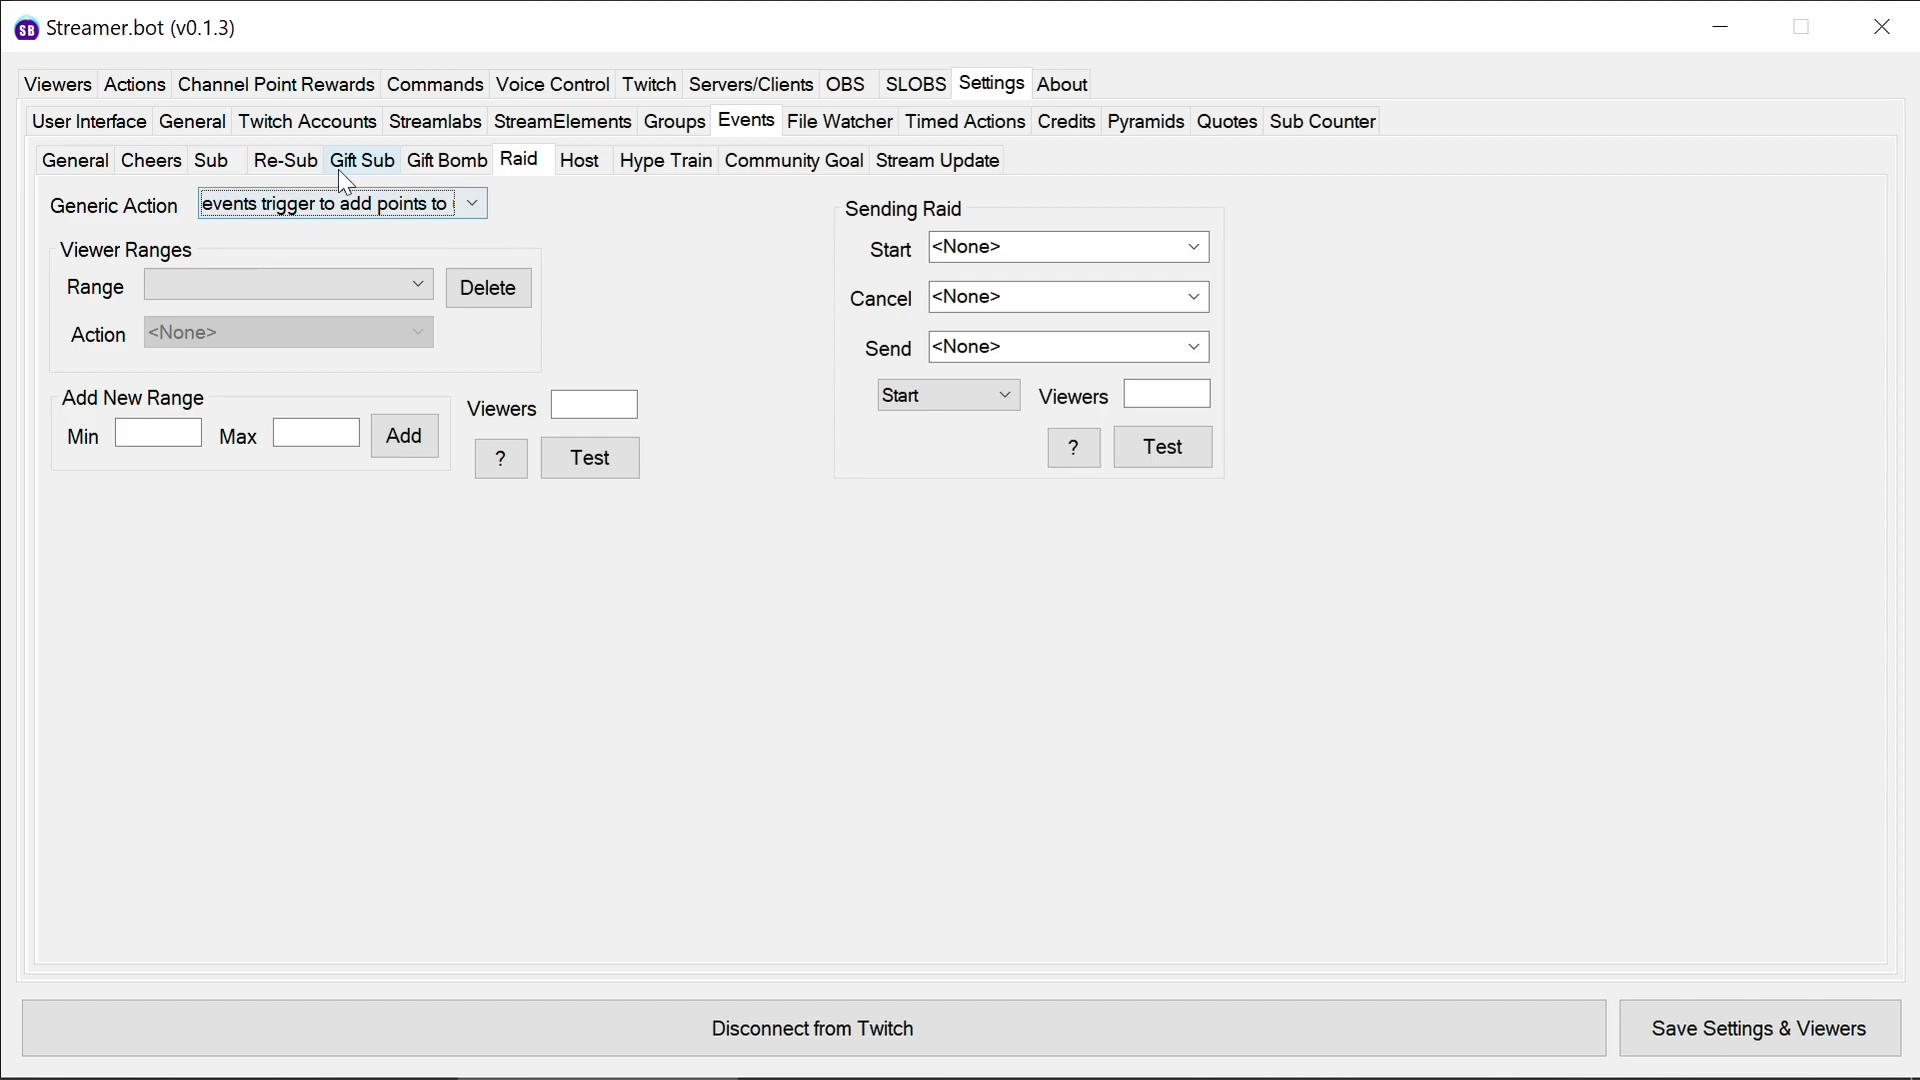 SB Streamer.bot (v0.1.3)
Viewers Actions Channel Point Rewards Commands Voice Control Twitch Servers/Clients OBS SLOBS Settings About
User Interface General Twitch Accounts Streamlabs StreamElements Groups Events File Watcher Timed Actions Credits Pyramids Quotes Sub Counter
General Cheers Sub Re-Sub Gift Sub Gift Bomb Raid Host Hype Train Community Goal Stream Update
Generic Action events trigger to add points to
Viewer Ranges
Range Delete
Action <None>
Add New Range
Min Max Add
Viewers
? Test
Sending Raid
Start <None>
Cancel <None>
Send <None>
Start Viewers
? Test
Disconnect from Twitch Save Settings & Viewers